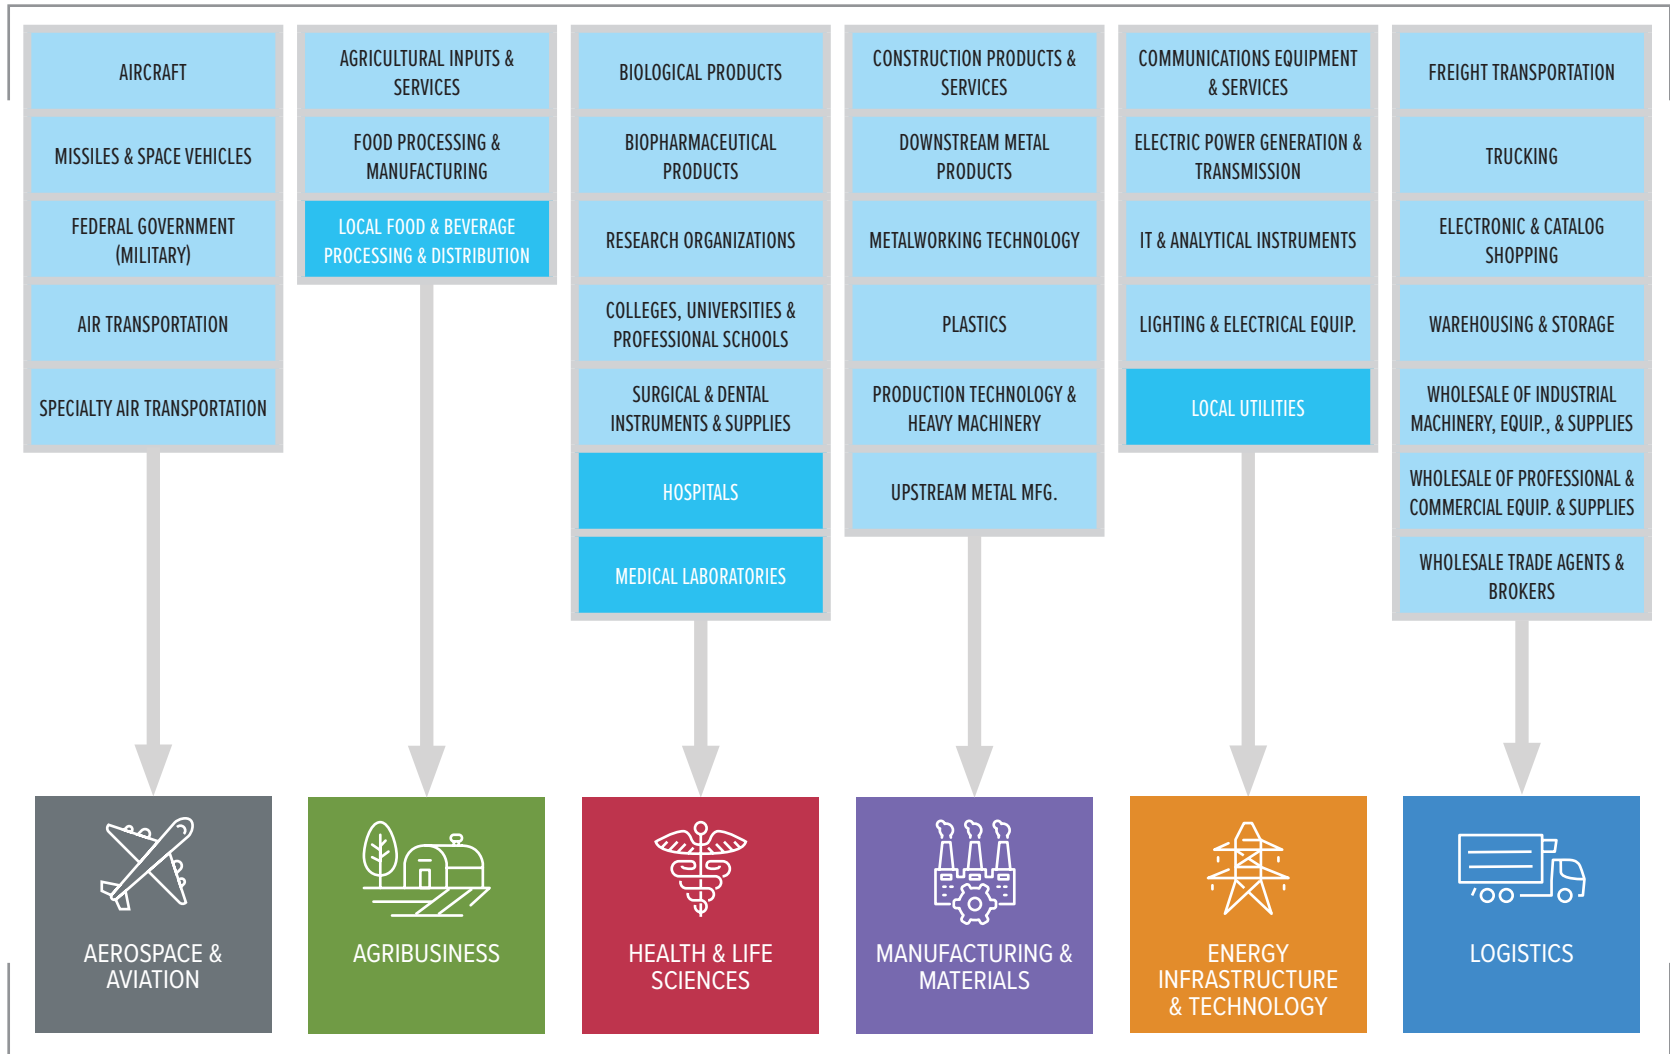 AIRCRAFT
MISSILES & SPACE VEHICLES
FEDERAL GOVERNMENT
(MILITARY)
AIR TRANSPORTATION
SPECIALTY AIR TRANSPORTATION
AEROSPACE &
AVIATION
AGRICULTURAL INPUTS &
SERVICES
FOOD PROCESSING &
MANUFACTURING
LOCAL FOOD & BEVERAGE
PROCESSING & DISTRIBUTION
AGRIBUSINESS
BIOLOGICAL PRODUCTS
BIOPHARMACEUTICAL
PRODUCTS
RESEARCH ORGANIZATIONS
COLLEGES, UNIVERSITIES &
PROFESSIONAL SCHOOLS
SURGICAL & DENTAL
INSTRUMENTS & SUPPLIES
HOSPITALS
MEDICAL LABORATORIES
HEALTH & LIFE
SCIENCES
CONSTRUCTION PRODUCTS &
SERVICES
DOWNSTREAM METAL
PRODUCTS
METALWORKING TECHNOLOGY
PLASTICS
PRODUCTION TECHNOLOGY &
HEAVY MACHINERY
UPSTREAM METAL MFG.
MANUFACTURING &
MATERIALS
COMMUNICATIONS EQUIPMENT
& SERVICES
ELECTRIC POWER GENERATION &
TRANSMISSION
IT & ANALYTICAL INSTRUMENTS
LIGHTING & ELECTRICAL EQUIP.
LOCAL UTILITIES
ENERGY
INFRASTRUCTURE
& TECHNOLOGY
FREIGHT TRANSPORTATION
TRUCKING
ELECTRONIC & CATALOG
SHOPPING
WAREHOUSING & STORAGE
WHOLESALE OF INDUSTRIAL
MACHINERY, EQUIP., & SUPPLIES
WHOLESALE OF PROFESSIONAL &
COMMERCIAL EQUIP. & SUPPLIES
WHOLESALE TRADE AGENTS &
BROKERS
LOGISTICS